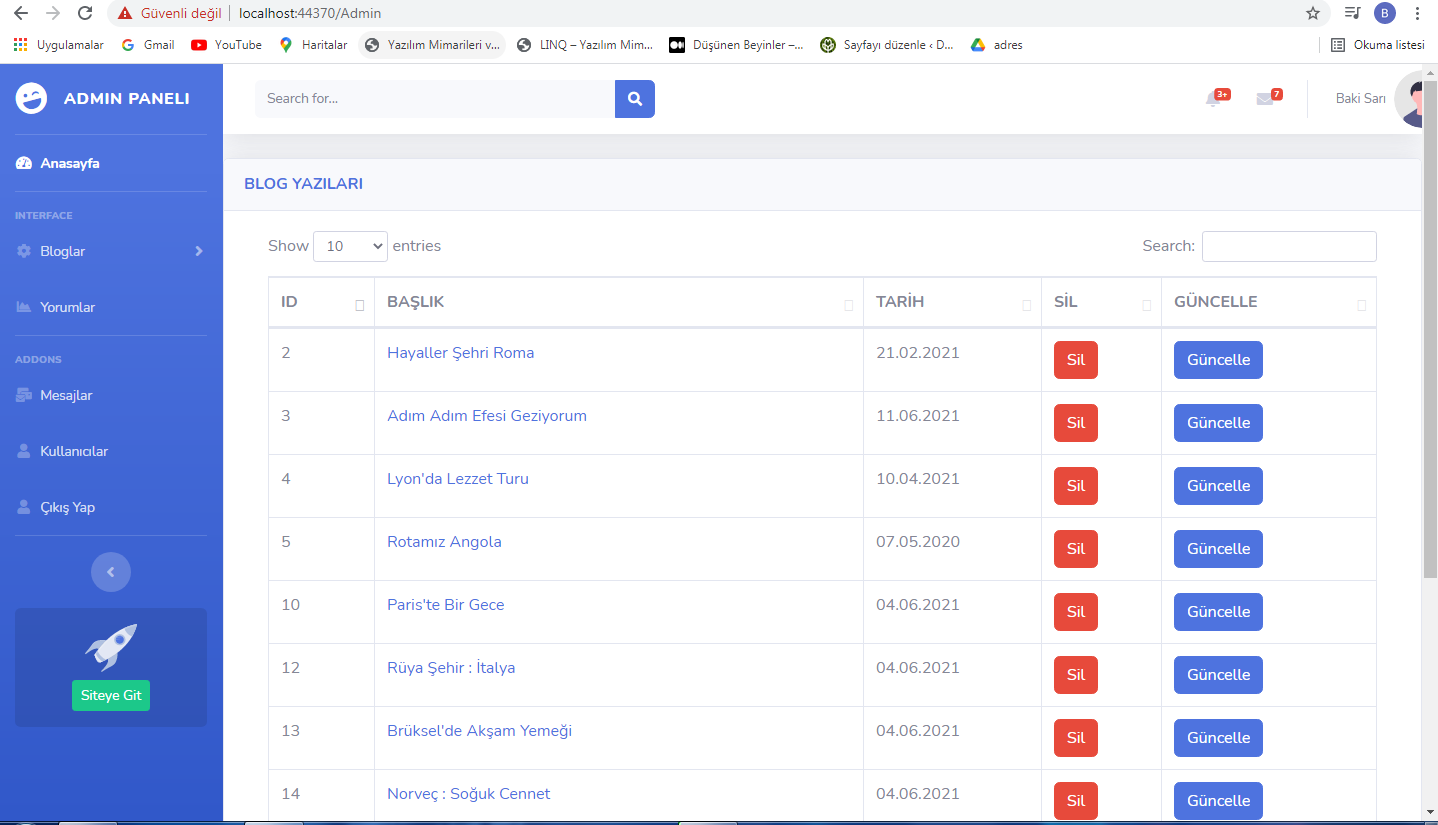 Güvenli değil localhost:44370/Admin B
Uygulamalar Gmail YouTube Haritalar Yazılım Mimarileri v... LINQ – Yazılım Mim... Düşünen Beyinler –... Sayfayı düzenle ‹ D... adres Okuma listesi
ADMIN PANELI
Search for...
3+ 7 Baki Sarı
Anasayfa
INTERFACE
Bloglar
Yorumlar
ADDONS
Mesajlar
Kullanıcılar
Çıkış Yap
Siteye Git
BLOG YAZILARI
Show 10 entries Search:
ID BAŞLIK TARİH SİL GÜNCELLE
2 Hayaller Şehri Roma 21.02.2021 Sil Güncelle
3 Adım Adım Efesi Geziyorum 11.06.2021 Sil Güncelle
4 Lyon'da Lezzet Turu 10.04.2021 Sil Güncelle
5 Rotamız Angola 07.05.2020 Sil Güncelle
10 Paris'te Bir Gece 04.06.2021 Sil Güncelle
12 Rüya Şehir : İtalya 04.06.2021 Sil Güncelle
13 Brüksel'de Akşam Yemeği 04.06.2021 Sil Güncelle
14 Norveç : Soğuk Cennet 04.06.2021 Sil Güncelle